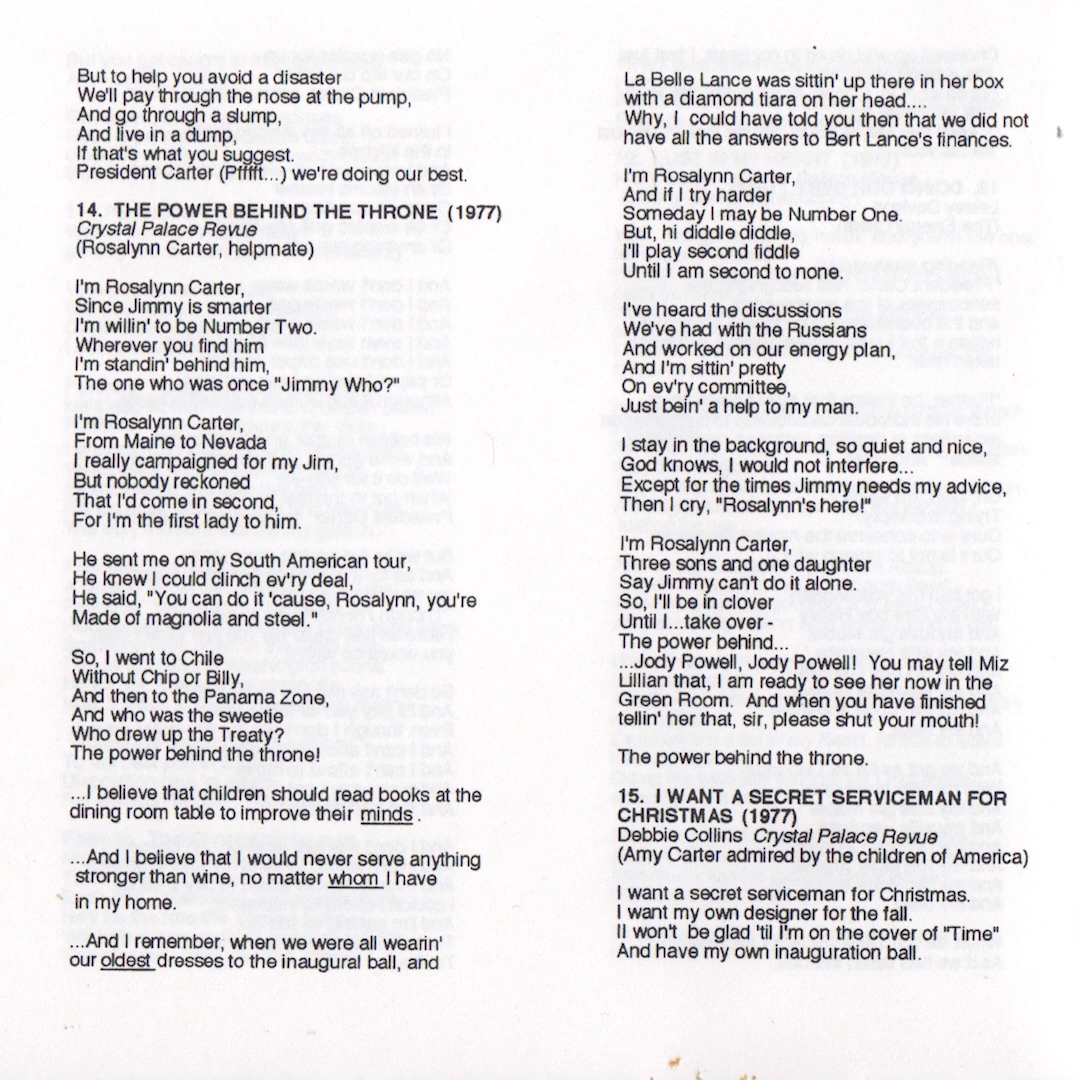 But to help you avoid a disaster
We'll pay through the nose at the pump,
And go through a slump,
And live in a dump,
If that's what you suggest.
President Carter (Pfffft...) we're doing our best.
14. THE POWER BEHIND THE THRONE (1977)
Crystal Palace Revue
(Rosalynn Carter, helpmate)
I'm Rosalynn Carter,
Since Jimmy is smarter
I'm willin' to be Number Two.
Wherever you find him
I'm standin' behind him,
The one who was once "Jimmy Who?"
I'm Rosalynn Carter,
From Maine to Nevada
I really campaigned for my Jim,
But nobody reckoned
That I'd come in second,
For I'm the first lady to him.
He sent me on my South American tour,
He knew I could clinch ev'ry deal,
He said, "You can do it 'cause, Rosalynn, you're
Made of magnolia and steel."
So, I went to Chile
Without Chip or Billy,
And then to the Panama Zone,
And who was the sweetie
Who drew up the Treaty?
The power behind the throne!
...I believe that children should read books at the
dining room table to improve their minds .
...And I believe that I would never serve anything
stronger than wine, no matter whom I have
in my home.
...And I remember, when we were all wearin'
our oldest dresses to the inaugural ball, and
La Belle Lance was sittin' up there in her box
with a diamond tiara on her head....
Why, I could have told you then that we did not
have all the answers to Bert Lance's finances.
I'm Rosalynn Carter,
And if I try harder
Someday I may be Number One.
But, hi diddle diddle,
I'll play second fiddle
Until I am second to none.
I've heard the discussions
We've had with the Russians
And worked on our energy plan,
And I'm sittin' pretty
On ev'ry committee,
Just bein' a help to my man.
I stay in the background, so quiet and nice,
God knows, I would not interfere...
Except for the times Jimmy needs my advice,
Then I cry, "Rosalynn's here!"
I'm Rosalynn Carter,
Three sons and one daughter
Say Jimmy can't do it alone.
So, I'll be in clover
Until I...take over -
The power behind...
...Jody Powell, Jody Powell! You may tell Miz
Lillian that, I am ready to see her now in the
Green Room. And when you have finished
tellin' her that, sir, please shut your mouth!
The power behind the throne.
15. I WANT A SECRET SERVICEMAN FOR
CHRISTMAS (1977)
Debbie Collins Crystal Palace Revue
(Amy Carter admired by the children of America)
I want a secret serviceman for Christmas.
I want my own designer for the fall.
II won't be glad 'til I'm on the cover of "Time"
And have my own inauguration ball.